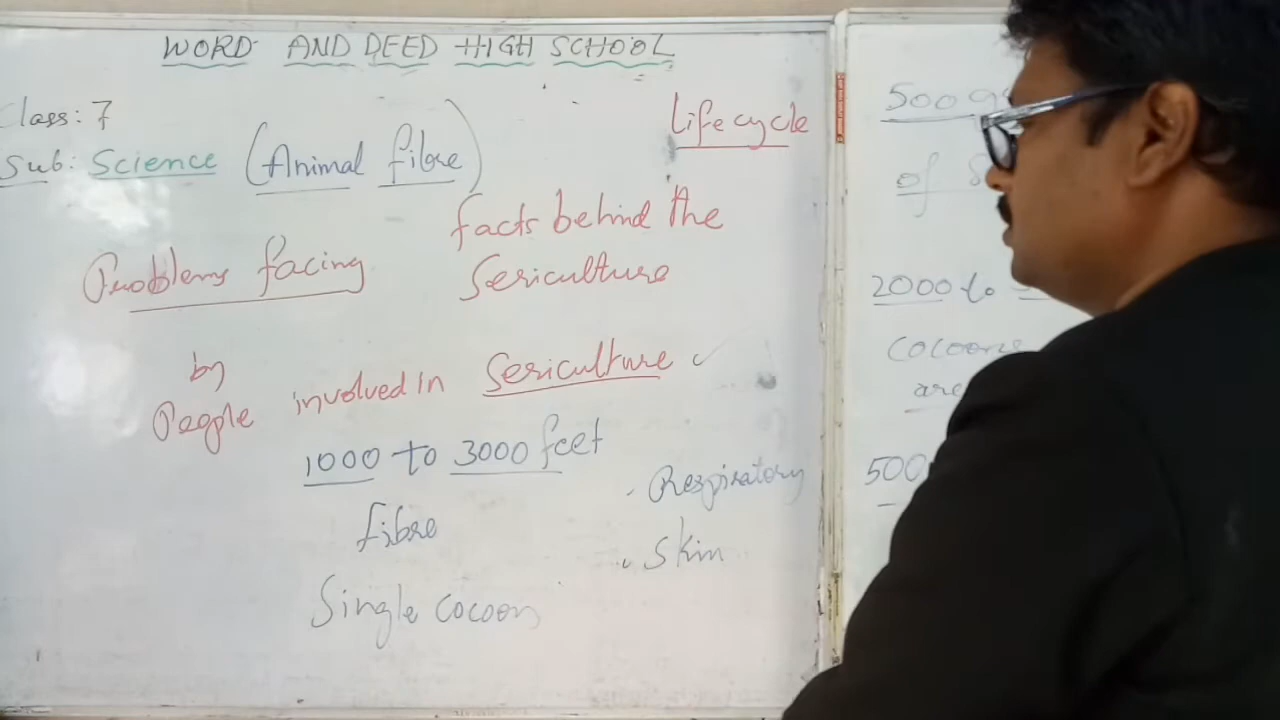 WORD AND DEED HIGH SCHOOL
Class: 7
Sub: Science (Animal fibre)
Lifecycle
Facts behind the
Sericulture
Problems facing
by
People involved in Sericulture
1000 to 3000 feet
fibre
Single cocoon
. Respiratory
. Skin
500
of
2000 to
Cocoons
are
500